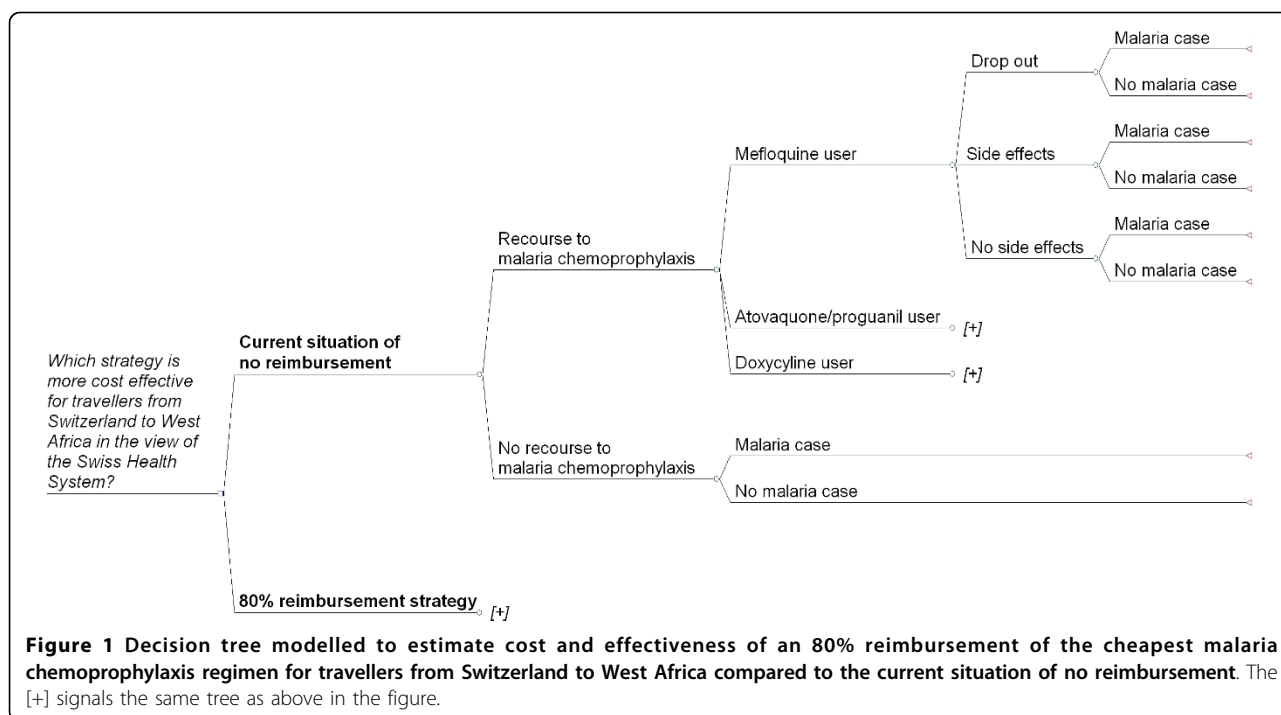 Malaria case
Drop out
No malaria case
Malaria case
Mefloquine user
Side effects
No malaria case
Malaria case
Recourse to
malaria chemoprophylaxis
No side effects
No malaria case
Atovaquone/proguanil user
[+]
Current situation of
no reimbursement
Doxycyline user
[+]
Which strategy is
more cost effective
for travellers from
Switzerland to West
Africa in the view of
the Swiss Health
System?
No recourse to
malaria chemoprophylaxis
Malaria case
No malaria case
80% reimbursement strategy
[+]
Figure 1 Decision tree modelled to estimate cost and effectiveness of an 80% reimbursement of the cheapest malaria
chemoprophylaxis regimen for travellers from Switzerland to West Africa compared to the current situation of no reimbursement. The
[+] signals the same tree as above in the figure.